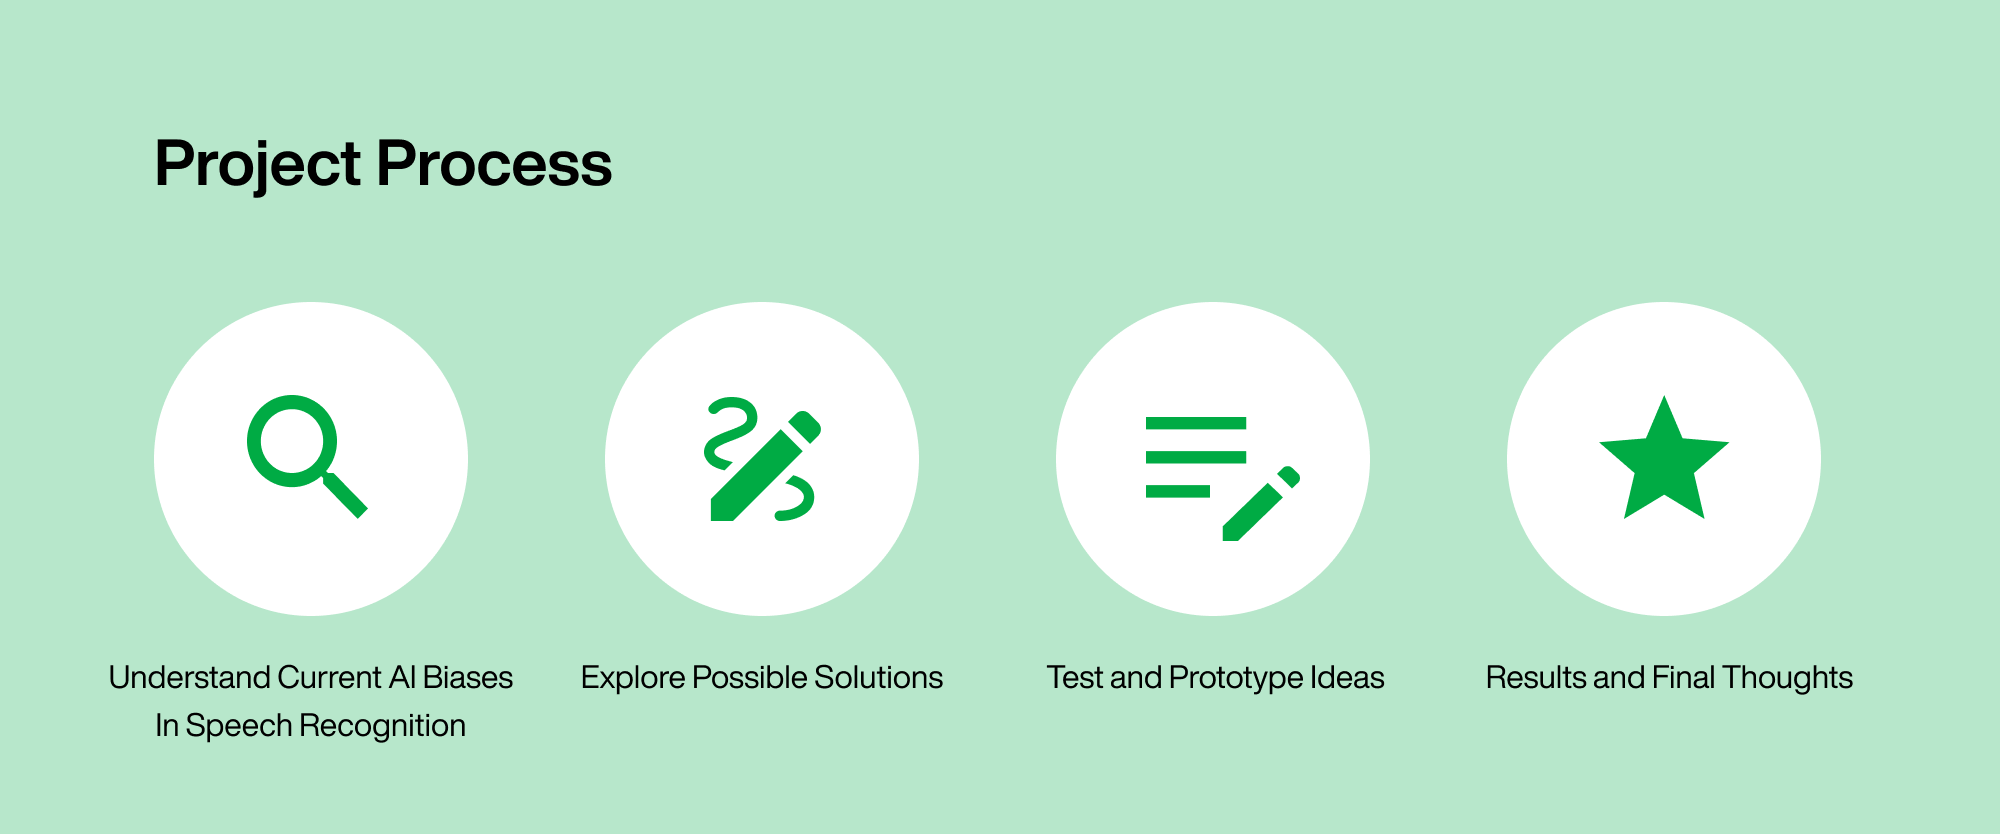 Project Process
Understand Current AI Biases
In Speech Recognition
Explore Possible Solutions
Test and Prototype Ideas
Results and Final Thoughts